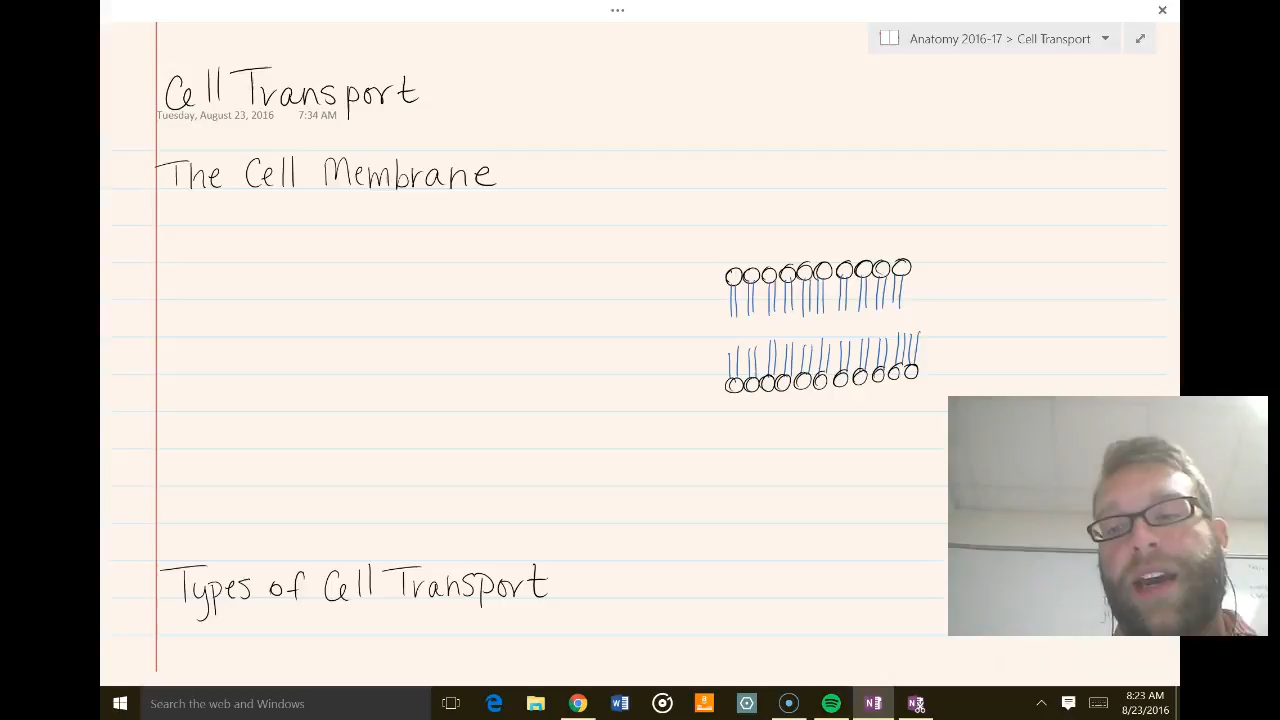 Anatomy 2016-17 > Cell Transport
Cell Transport
Tuesday, August 23, 2016 7:34 AM
The Cell Membrane
Types of Cell Transport
Search the web and Windows
8:23 AM
8/23/2016